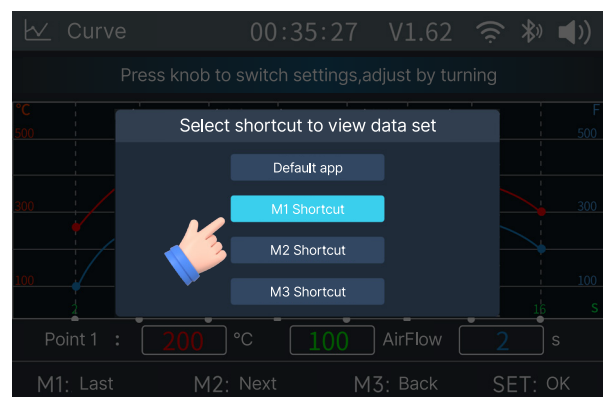 Curve 00:35:27 V1.62
Press knob to switch settings,adjust by turning
°C F
Select shortcut to view data set
500 500
Default app
M1 Shortcut
300 300
M2 Shortcut
100 100
M3 Shortcut
2 16 S
Point 1 : 200 °C 100 AirFlow 2 s
M1: Last M2: Next M3: Back SET: OK